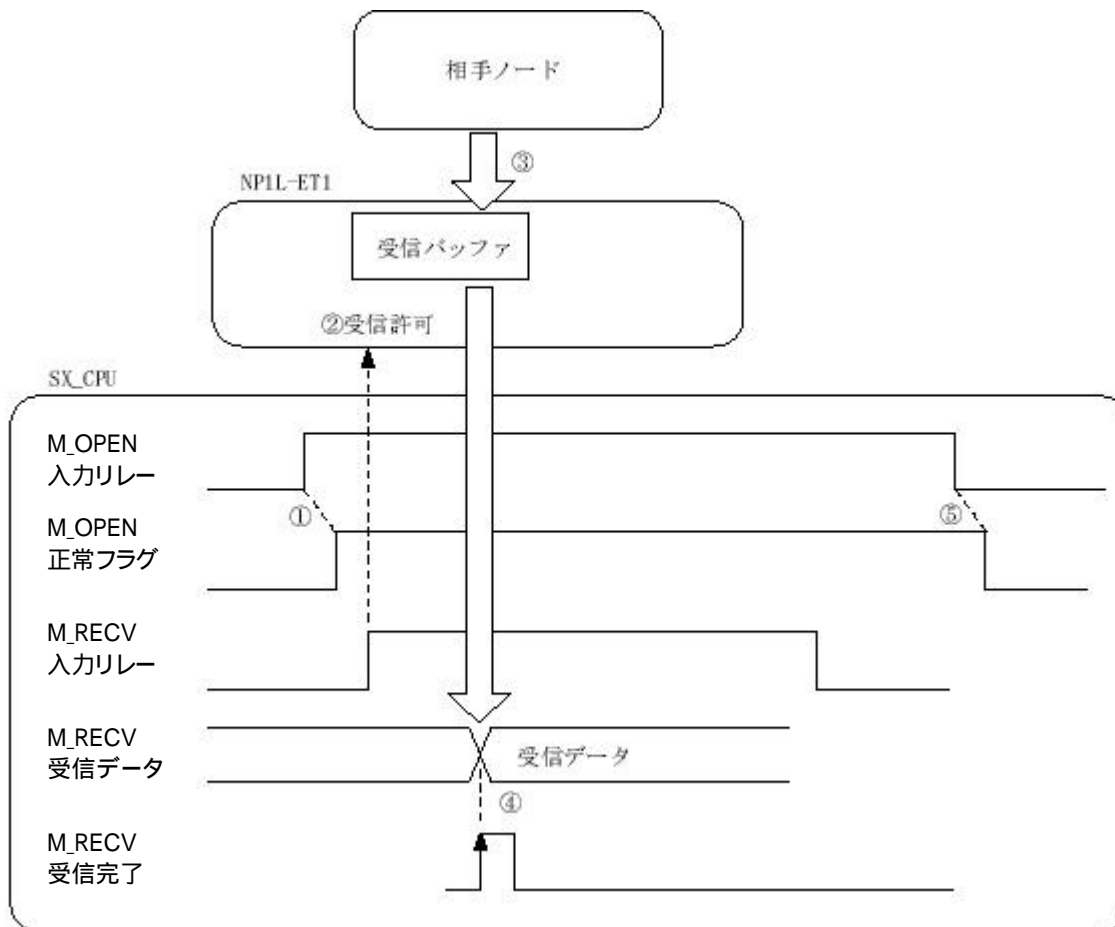 相手ノード
③
NP1L-ET1
受信バッファ
②受信許可
SX_CPU
M_OPEN
入力リレー
①
⑤
M_OPEN
正常フラグ
M_RECV
入力リレー
M_RECV
受信データ
受信データ
④
M_RECV
受信完了